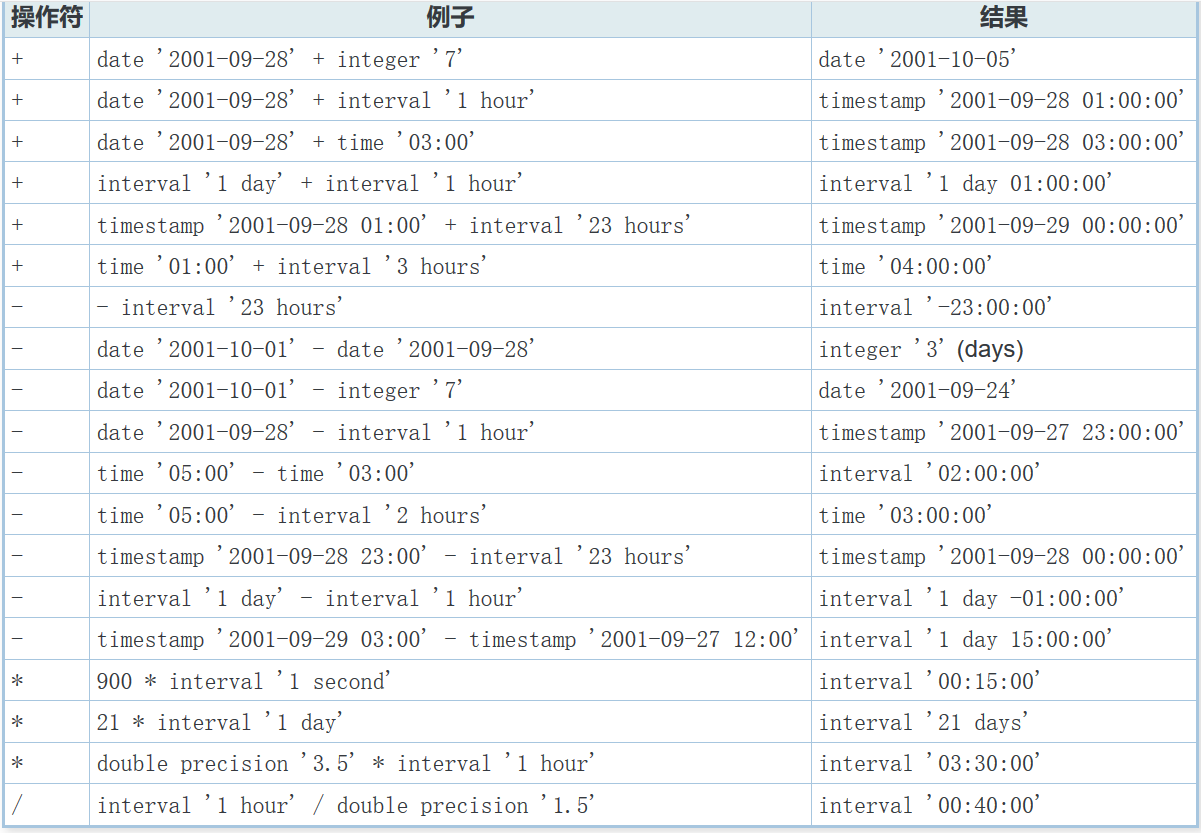 操作符 例子 结果
+ date '2001-09-28' + integer '7' date '2001-10-05'
+ date '2001-09-28' + interval '1 hour' timestamp '2001-09-28 01:00:00'
+ date '2001-09-28' + time '03:00' timestamp '2001-09-28 03:00:00'
+ interval '1 day' + interval '1 hour' interval '1 day 01:00:00'
+ timestamp '2001-09-28 01:00' + interval '23 hours' timestamp '2001-09-29 00:00:00'
+ time '01:00' + interval '3 hours' time '04:00:00'
- - interval '23 hours' interval '-23:00:00'
- date '2001-10-01' - date '2001-09-28' integer '3' (days)
- date '2001-10-01' - integer '7' date '2001-09-24'
- date '2001-09-28' - interval '1 hour' timestamp '2001-09-27 23:00:00'
- time '05:00' - time '03:00' interval '02:00:00'
- time '05:00' - interval '2 hours' time '03:00:00'
- timestamp '2001-09-28 23:00' - interval '23 hours' timestamp '2001-09-28 00:00:00'
- interval '1 day' - interval '1 hour' interval '1 day -01:00:00'
- timestamp '2001-09-29 03:00' - timestamp '2001-09-27 12:00' interval '1 day 15:00:00'
* 900 * interval '1 second' interval '00:15:00'
* 21 * interval '1 day' interval '21 days'
* double precision '3.5' * interval '1 hour' interval '03:30:00'
/ interval '1 hour' / double precision '1.5' interval '00:40:00'